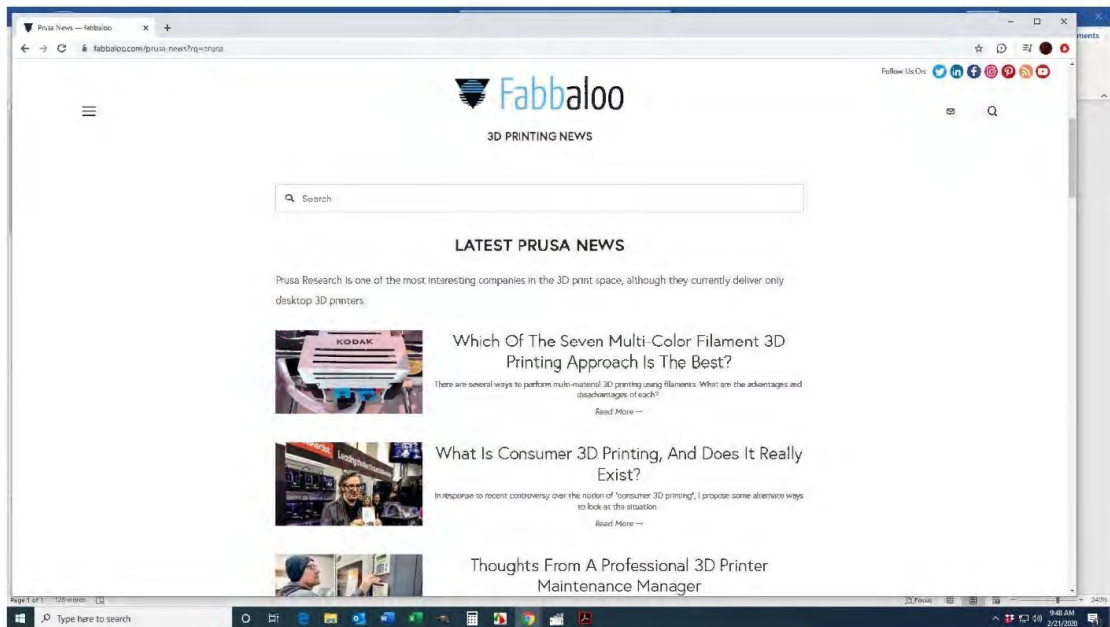 Prusa News — Fabbaloo
fabbaloo.com/prusa-news?rq=prusa
ments
Follow Us On:
Fabbaloo
3D PRINTING NEWS
Search
LATEST PRUSA NEWS
Prusa Research is one of the most interesting companies in the 3D print space, although they currently deliver only
desktop 3D printers.
KODAK
Which Of The Seven Multi-Color Filament 3D
Printing Approach Is The Best?
There are several ways to perform multi-material 3D printing using filaments. What are the advantages and
disadvantages of each?
Read More —
What Is Consumer 3D Printing, And Does It Really
Exist?
In response to recent controversy over the notion of "consumer 3D printing", I propose some alternate ways
to look at the situation.
Read More —
Thoughts From A Professional 3D Printer
Maintenance Manager
Page 1 of 1 128 words
Focus
240%
Type here to search
9:48 AM
2/21/2020